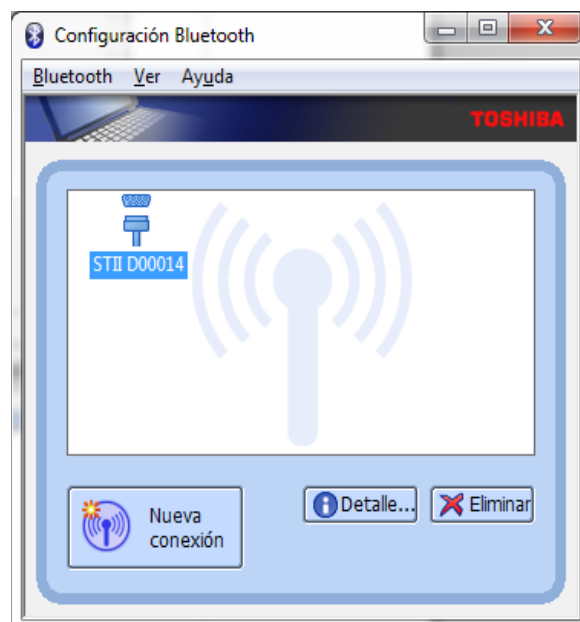 Configuración Bluetooth
Bluetooth Ver Ayuda
TOSHIBA
STII D00014
Nueva
conexión
Detalle...
Eliminar